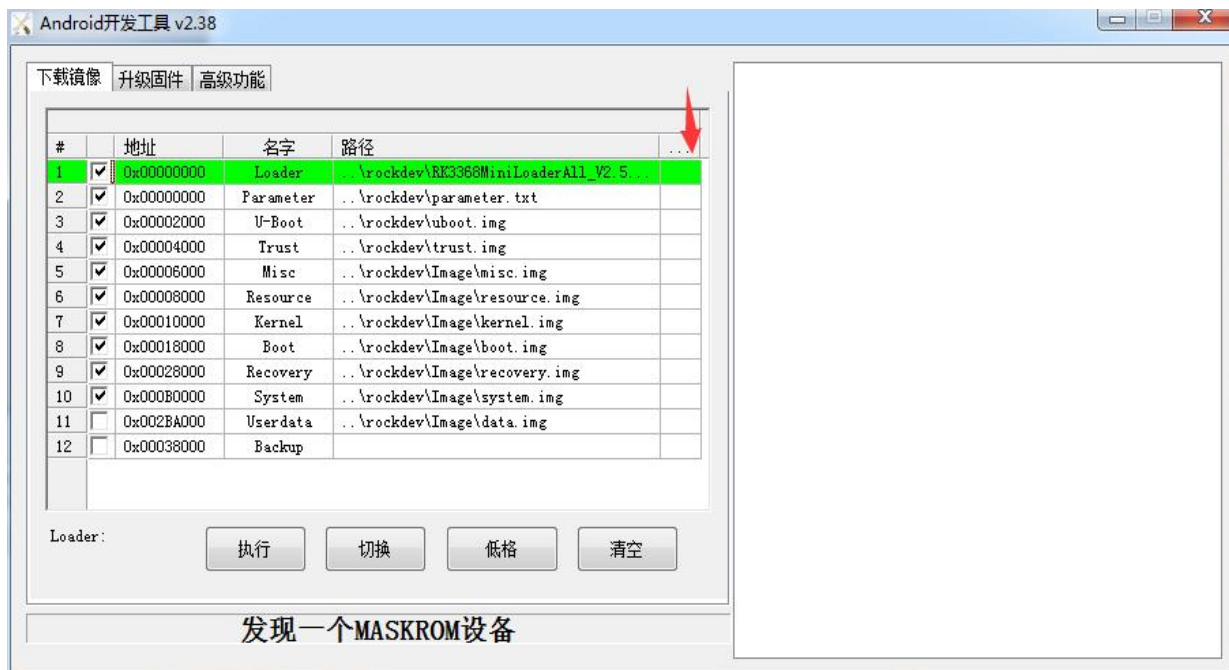 Android开发工具 v2.38
下载镜像 升级固件 高级功能
# 地址 名字 路径 ...
1 0x00000000 Loader ..\rockdev\RK3368MiniLoaderAll_V2.5...
2 0x00000000 Parameter ..\rockdev\parameter.txt
3 0x00002000 U-Boot ..\rockdev\uboot.img
4 0x00004000 Trust ..\rockdev\trust.img
5 0x00006000 Misc ..\rockdev\Image\misc.img
6 0x00008000 Resource ..\rockdev\Image\resource.img
7 0x00010000 Kernel ..\rockdev\Image\kernel.img
8 0x00018000 Boot ..\rockdev\Image\boot.img
9 0x00028000 Recovery ..\rockdev\Image\recovery.img
10 0x000B0000 System ..\rockdev\Image\system.img
11 0x002BA000 Userdata ..\rockdev\Image\data.img
12 0x00038000 Backup
Loader: 执行 切换 低格 清空
发现一个MASKROM设备